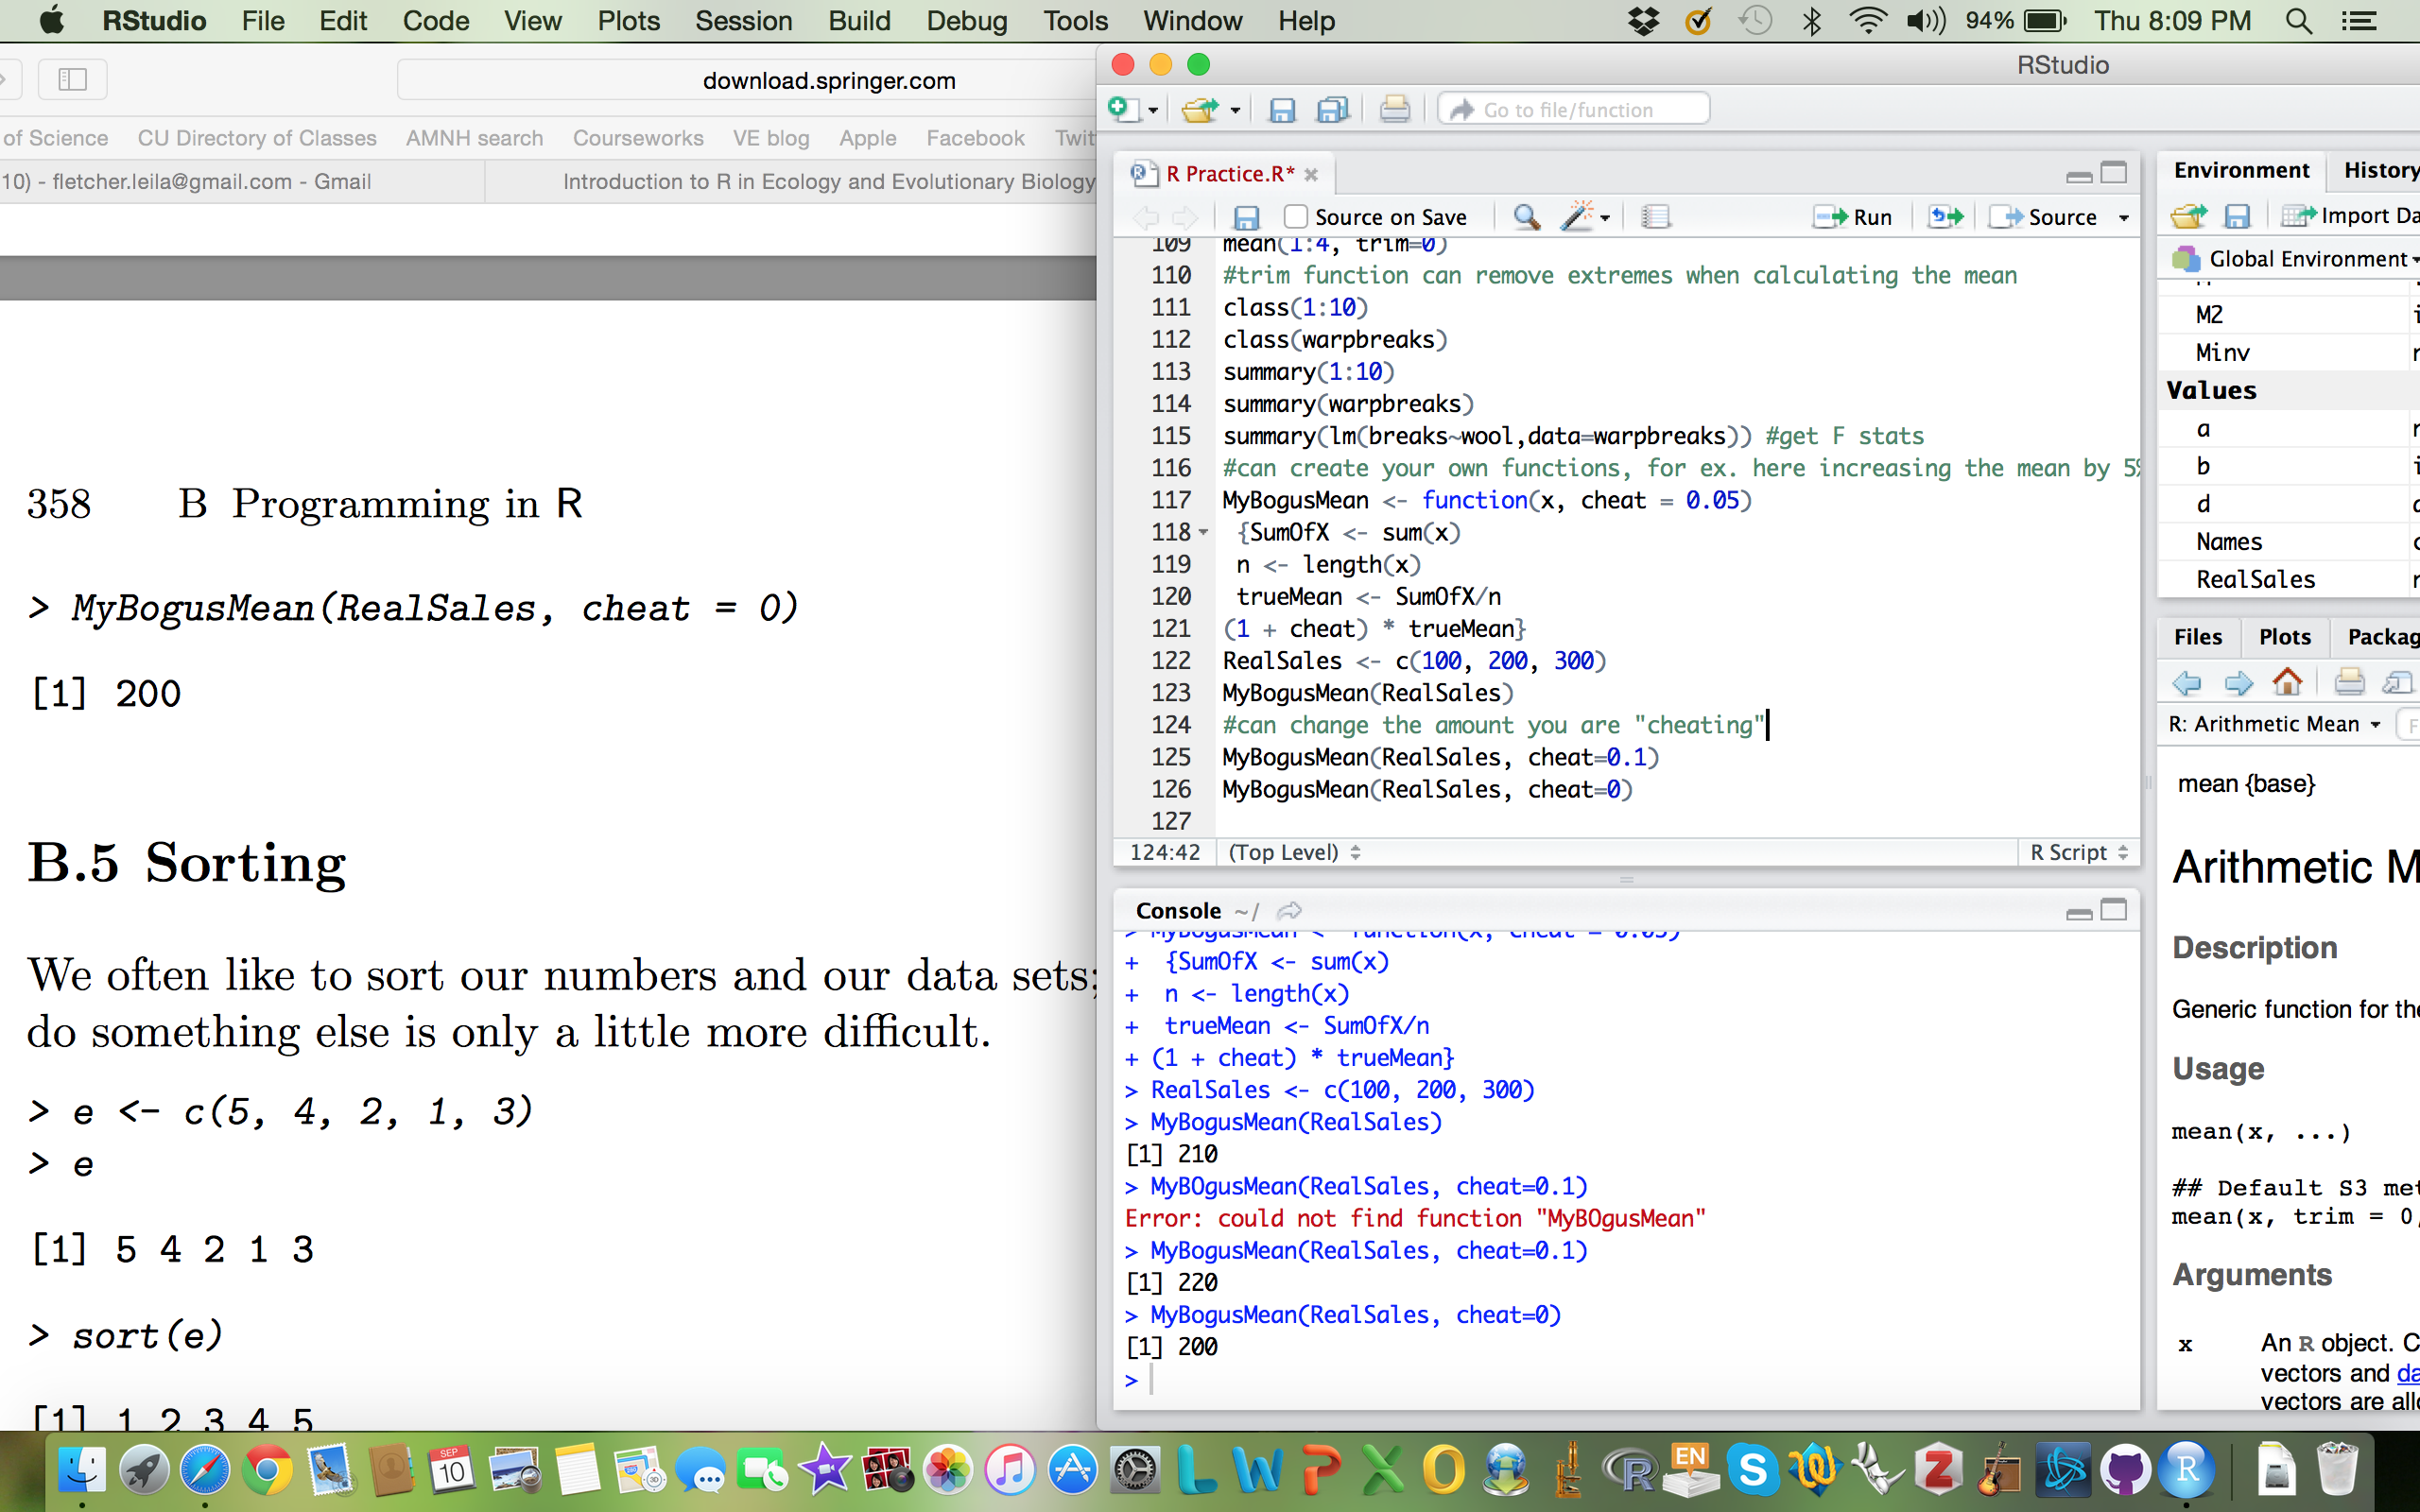 RStudio File Edit Code View Plots Session Build Debug Tools Window Help 94% Thu 8:09 PM
download.springer.com
of Science CU Directory of Classes AMNH search Courseworks VE blog Apple Facebook Twit
10) - fletcher.leila@gmail.com - Gmail Introduction to R in Ecology and Evolutionary Biology
358 B Programming in R
> MyBogusMean(RealSales, cheat = 0)
[1] 200
B.5 Sorting
We often like to sort our numbers and our data sets;
do something else is only a little more difficult.
> e <- c(5, 4, 2, 1, 3)
> e
[1] 5 4 2 1 3
> sort(e)
[1] 1 2 3 4 5
RStudio
Go to file/function
R Practice.R*
Source on Save Run Source
109 mean(1:4, trim=0)
110 #trim function can remove extremes when calculating the mean
111 class(1:10)
112 class(warpbreaks)
113 summary(1:10)
114 summary(warpbreaks)
115 summary(lm(breaks~wool,data=warpbreaks)) #get F stats
116 #can create your own functions, for ex. here increasing the mean by 5%
117 MyBogusMean <- function(x, cheat = 0.05)
118 {SumOfX <- sum(x)
119 n <- length(x)
120 trueMean <- SumOfX/n
121 (1 + cheat) * trueMean}
122 RealSales <- c(100, 200, 300)
123 MyBogusMean(RealSales)
124 #can change the amount you are "cheating"
125 MyBogusMean(RealSales, cheat=0.1)
126 MyBogusMean(RealSales, cheat=0)
127
124:42 (Top Level) R Script
Console ~/
> MyBogusMean <- function(x, cheat = 0.05)
+ {SumOfX <- sum(x)
+ n <- length(x)
+ trueMean <- SumOfX/n
+ (1 + cheat) * trueMean}
> RealSales <- c(100, 200, 300)
> MyBogusMean(RealSales)
[1] 210
> MyBOgusMean(RealSales, cheat=0.1)
Error: could not find function "MyBOgusMean"
> MyBogusMean(RealSales, cheat=0.1)
[1] 220
> MyBogusMean(RealSales, cheat=0)
[1] 200
>
Environment History
Import Da
Global Environment
M2
Minv
Values
a
b
d
Names
RealSales
Files Plots Packag
R: Arithmetic Mean
mean {base}
Arithmetic M
Description
Generic function for the
Usage
mean(x, ...)
## Default S3 met
mean(x, trim = 0,
Arguments
x An R object. C
vectors and da
vectors are allo
SEP
10
L W P X O R EN S Z R